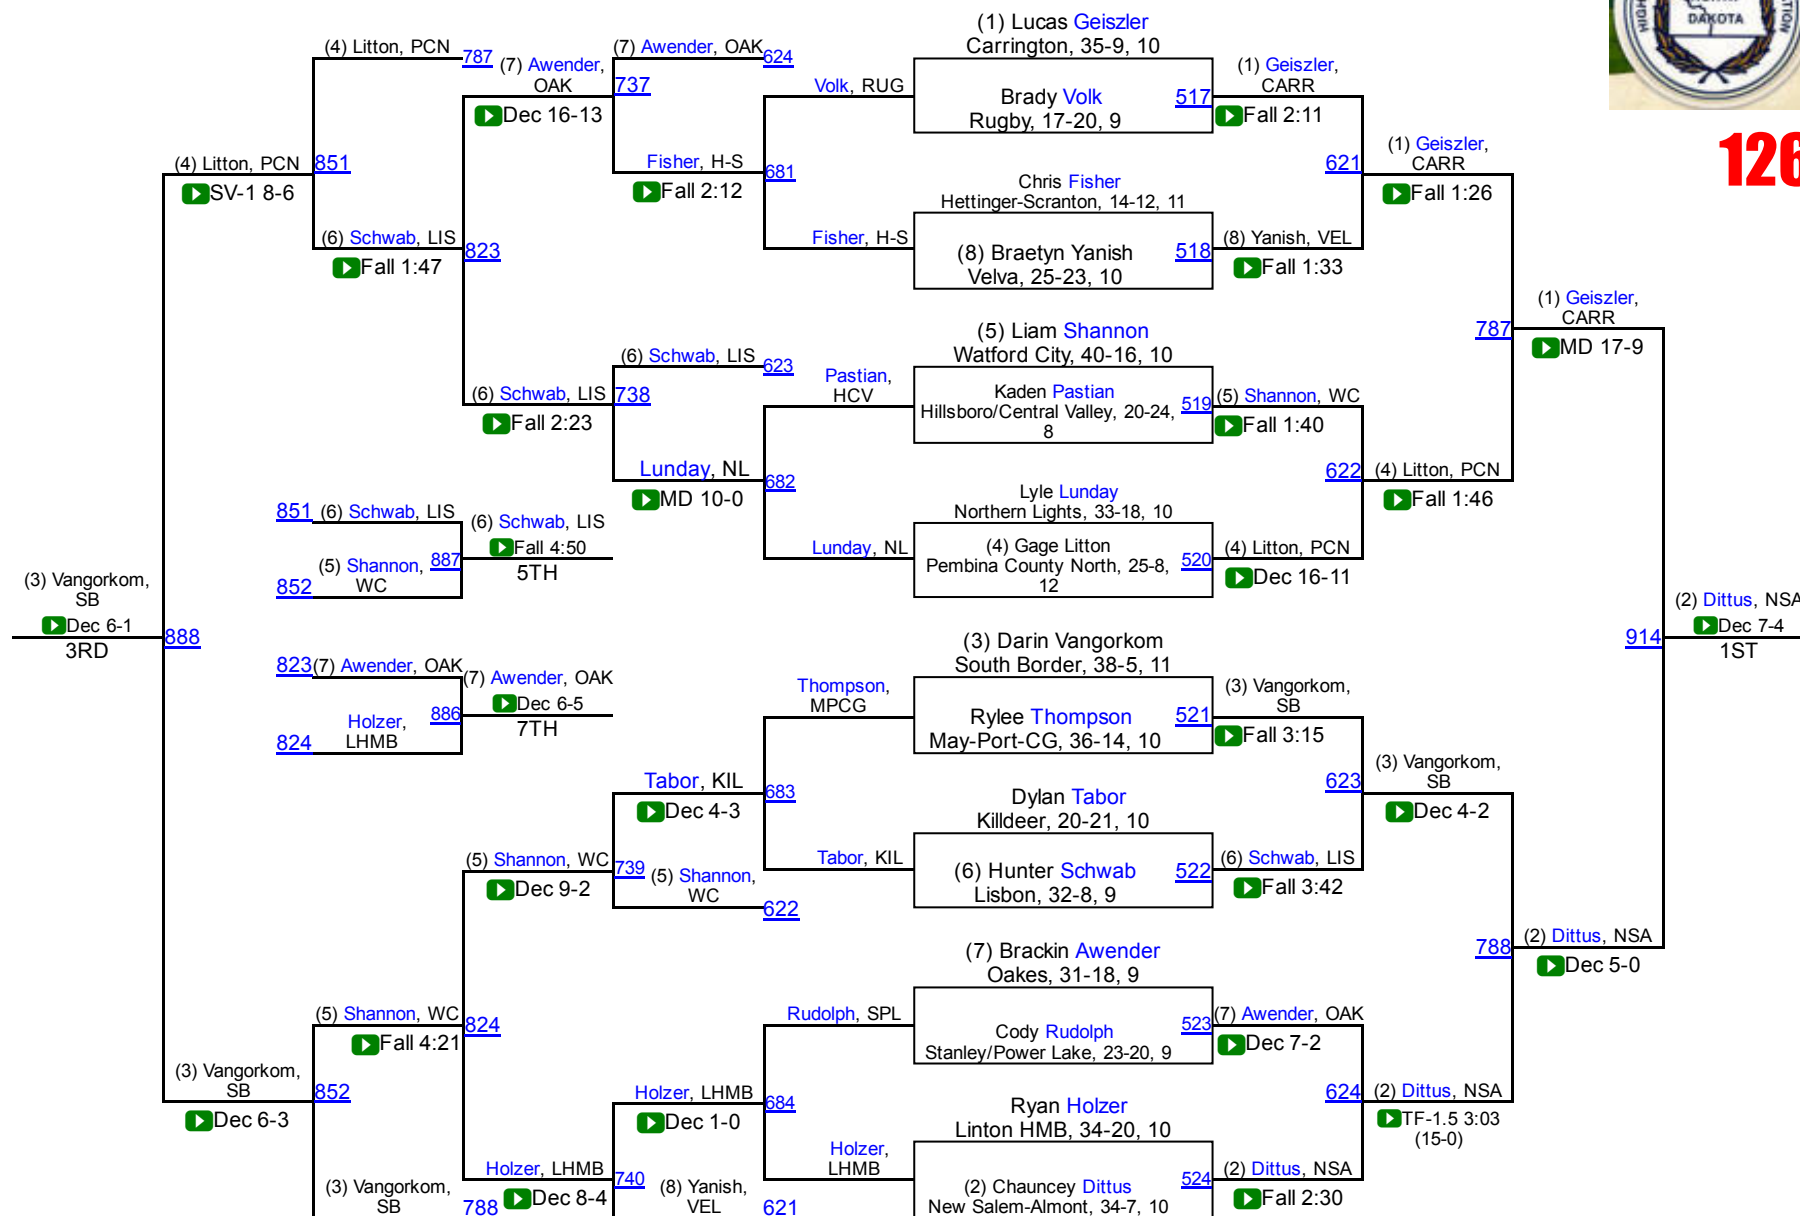 (1) Lucas Geiszler
Carrington, 35-9, 10
DAKOTA
126
(4) Litton, PCN
787
(7) Awender,
OAK
Dec 16-13
(7) Awender, OAK
624
737
Volk, RUG
Brady Volk
Rugby, 17-20, 9
517
(1) Geiszler,
CARR
Fall 2:11
(4) Litton, PCN
SV-1 8-6
851
Fisher, H-S
Fall 2:12
681
Chris Fisher
Hettinger-Scranton, 14-12, 11
621
(1) Geiszler,
CARR
Fall 1:26
(6) Schwab, LIS
Fall 1:47
823
Fisher, H-S
(8) Braetyn Yanish
Velva, 25-23, 10
518
(8) Yanish, VEL
Fall 1:33
(1) Geiszler,
CARR
MD 17-9
787
(5) Liam Shannon
Watford City, 40-16, 10
(6) Schwab, LIS
623
(6) Schwab, LIS
Fall 2:23
738
Pastian,
HCV
Kaden Pastian
Hillsboro/Central Valley, 20-24,
8
519
(5) Shannon, WC
Fall 1:40
Lunday, NL
MD 10-0
682
Lyle Lunday
Northern Lights, 33-18, 10
622
(4) Litton, PCN
Fall 1:46
851
(6) Schwab, LIS
(6) Schwab, LIS
Fall 4:50
5TH
887
(5) Shannon,
WC
852
Lunday, NL
(4) Gage Litton
Pembina County North, 25-8,
12
520
(4) Litton, PCN
Dec 16-11
(3) Vangorkom,
SB
Dec 6-1
3RD
888
(2) Dittus, NSA
Dec 7-4
1ST
914
(3) Darin Vangorkom
South Border, 38-5, 11
823
(7) Awender, OAK
(7) Awender, OAK
Dec 6-5
7TH
886
Holzer,
LHMB
824
Thompson,
MPCG
Rylee Thompson
May-Port-CG, 36-14, 10
521
(3) Vangorkom,
SB
Fall 3:15
Tabor, KIL
Dec 4-3
683
Dylan Tabor
Killdeer, 20-21, 10
623
(3) Vangorkom,
SB
Dec 4-2
(5) Shannon, WC
Dec 9-2
739
(5) Shannon,
WC
622
Tabor, KIL
(6) Hunter Schwab
Lisbon, 32-8, 9
522
(6) Schwab, LIS
Fall 3:42
788
(2) Dittus, NSA
Dec 5-0
(7) Brackin Awender
Oakes, 31-18, 9
(5) Shannon, WC
Fall 4:21
824
Rudolph, SPL
Cody Rudolph
Stanley/Power Lake, 23-20, 9
523
(7) Awender, OAK
Dec 7-2
(3) Vangorkom,
SB
Dec 6-3
852
Holzer, LHMB
Dec 1-0
684
Ryan Holzer
Linton HMB, 34-20, 10
624
(2) Dittus, NSA
TF-1.5 3:03
(15-0)
(3) Vangorkom,
SB
788
Holzer, LHMB
Dec 8-4
740
(8) Yanish,
VEL
621
Holzer,
LHMB
(2) Chauncey Dittus
New Salem-Almont, 34-7, 10
524
(2) Dittus, NSA
Fall 2:30